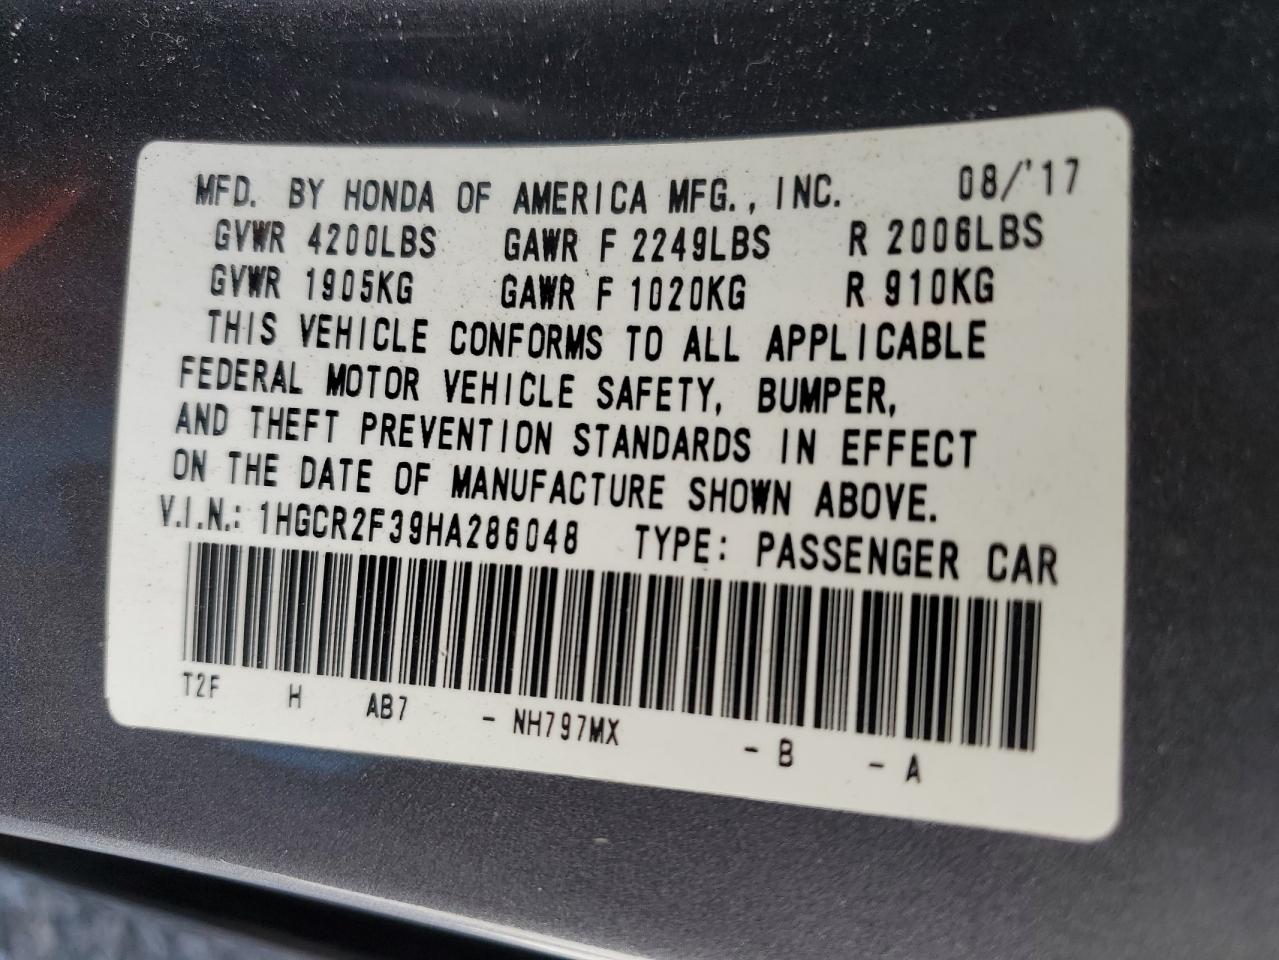 MFD. BY HONDA OF AMERICA MFG., INC. 08/'17
GVWR 4200LBS GAWR F 2249LBS R 2006LBS
GVWR 1905KG GAWR F 1020KG R 910KG
THIS VEHICLE CONFORMS TO ALL APPLICABLE
FEDERAL MOTOR VEHICLE SAFETY, BUMPER,
AND THEFT PREVENTION STANDARDS IN EFFECT
ON THE DATE OF MANUFACTURE SHOWN ABOVE.
V.I.N.: 1HGCR2F39HA286048 TYPE: PASSENGER CAR
T2F H AB7 - NH797MX - B - A